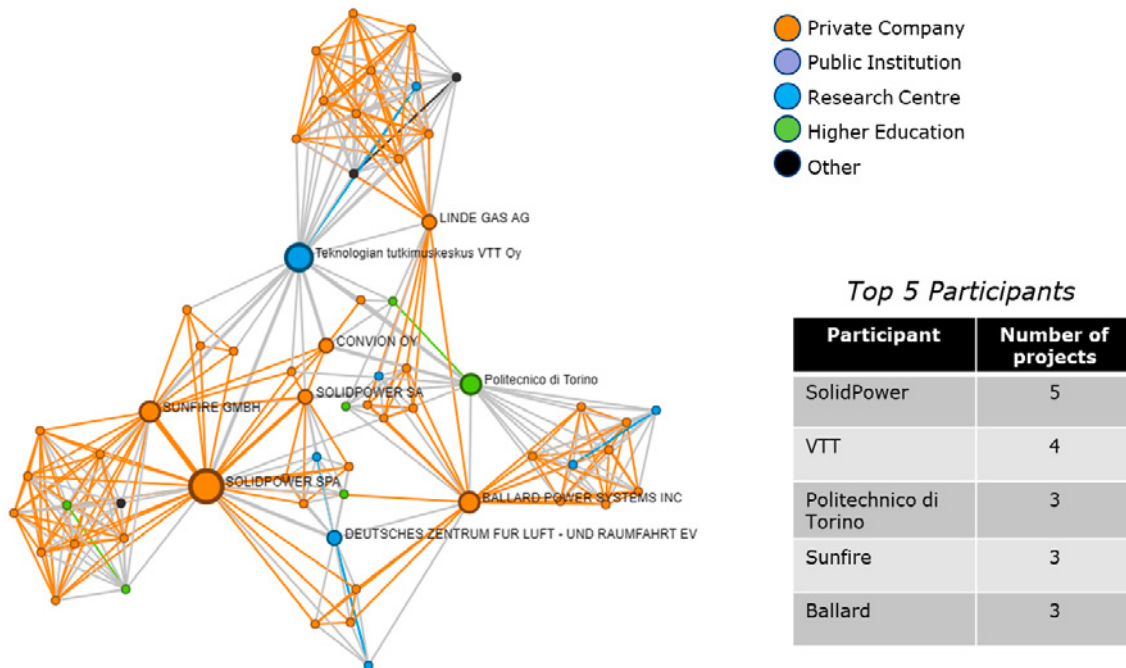 Private Company
Public Institution
Research Centre
Higher Education
Other
LINDE GAS AG
Teknologian tutkimuskeskus VTT Oy
CONVION OY
Politecnico di Torino
SOLIDPOWER SA
SUNFIRE GMBH
SOLIDPOWER SPA
BALLARD POWER SYSTEMS INC
DEUTSCHES ZENTRUM FUR LUFT - UND RAUMFAHRT EV
Top 5 Participants
Participant Number of
projects
SolidPower 5
VTT 4
Politechnico di 3
Torino
Sunfire 3
Ballard 3